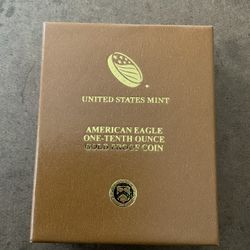 UNITED STATES MINT
AMERICAN EAGLE
ONE-TENTH OUNCE
GOLD PROOF COIN